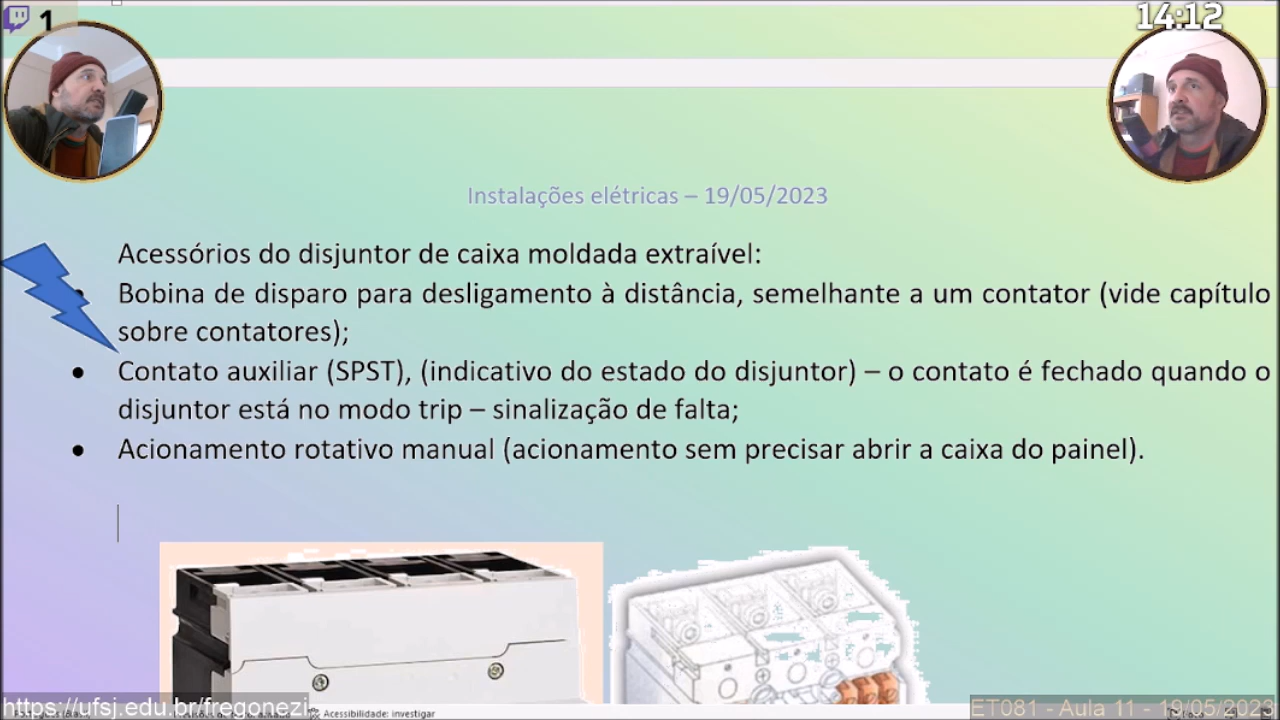 1
14:12
Instalações elétricas – 19/05/2023
Acessórios do disjuntor de caixa moldada extraível:
Bobina de disparo para desligamento à distância, semelhante a um contator (vide capítulo
sobre contatores);
Contato auxiliar (SPST), (indicativo do estado do disjuntor) – o contato é fechado quando o
disjuntor está no modo trip – sinalização de falta;
Acionamento rotativo manual (acionamento sem precisar abrir a caixa do painel).
https://ufsj.edu.br/fregonezi
Acessibilidade: investigar
ET081 - Aula 11 - 19/05/2023